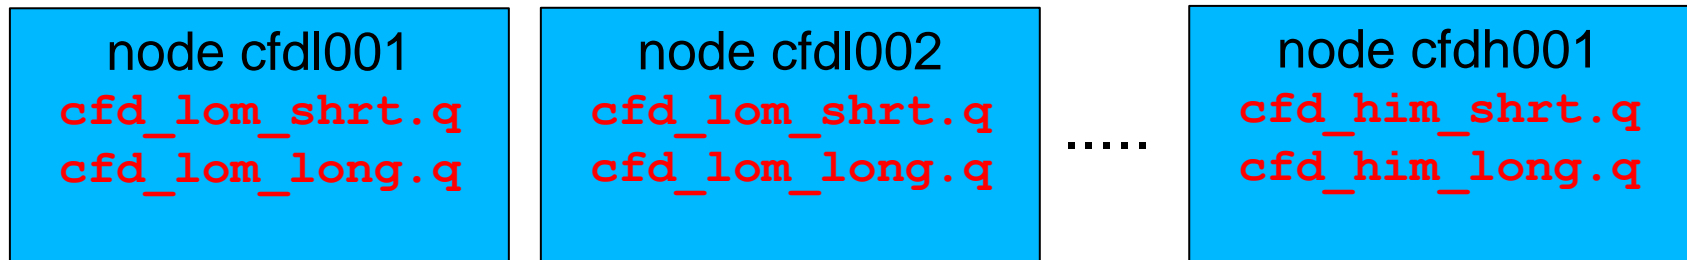 node cfdl001
cfd_lom_shrt.q
cfd_lom_long.q
node cfdl002
cfd_lom_shrt.q
cfd_lom_long.q
.....
node cfdh001
cfd_him_shrt.q
cfd_him_long.q